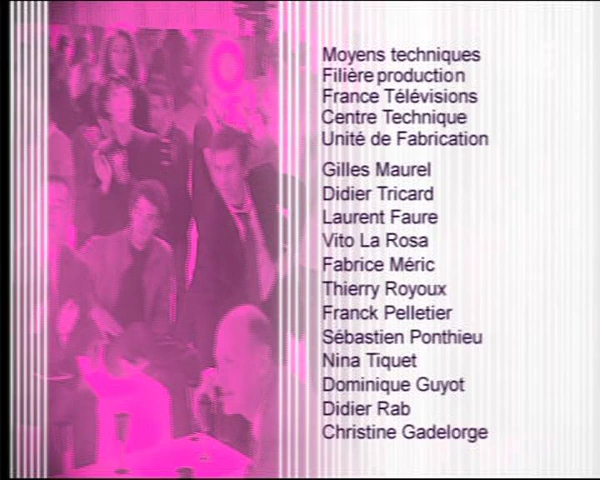 Moyens techniques
Filière production
France Télévisions
Centre Technique
Unité de Fabrication
Gilles Maurel
Didier Tricard
Laurent Faure
Vito La Rosa
Fabrice Méric
Thierry Royoux
Franck Pelletier
Sébastien Ponthieu
Nina Tiquet
Dominique Guyot
Didier Rab
Christine Gadelorge